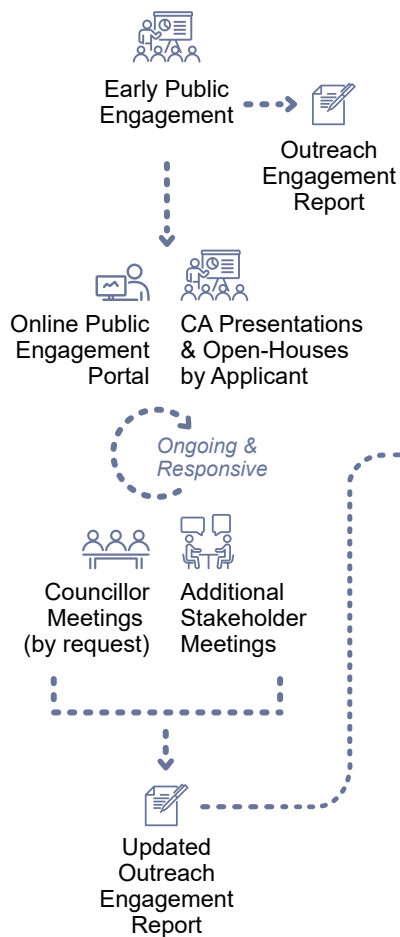 Early Public
Engagement
Outreach
Engagement
Report
Online Public
Engagement
Portal
CA Presentations
& Open-Houses
by Applicant
Ongoing &
Responsive
Councillor
Meetings
(by request)
Additional
Stakeholder
Meetings
Updated
Outreach
Engagement
Report